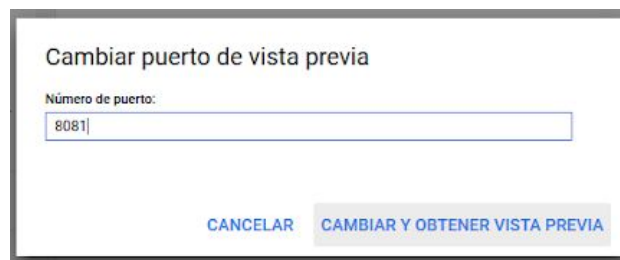 Cambiar puerto de vista
previa
Número de puerto:
8081
CANCELAR CAMBIAR Y OBTENER VISTA PREVIA